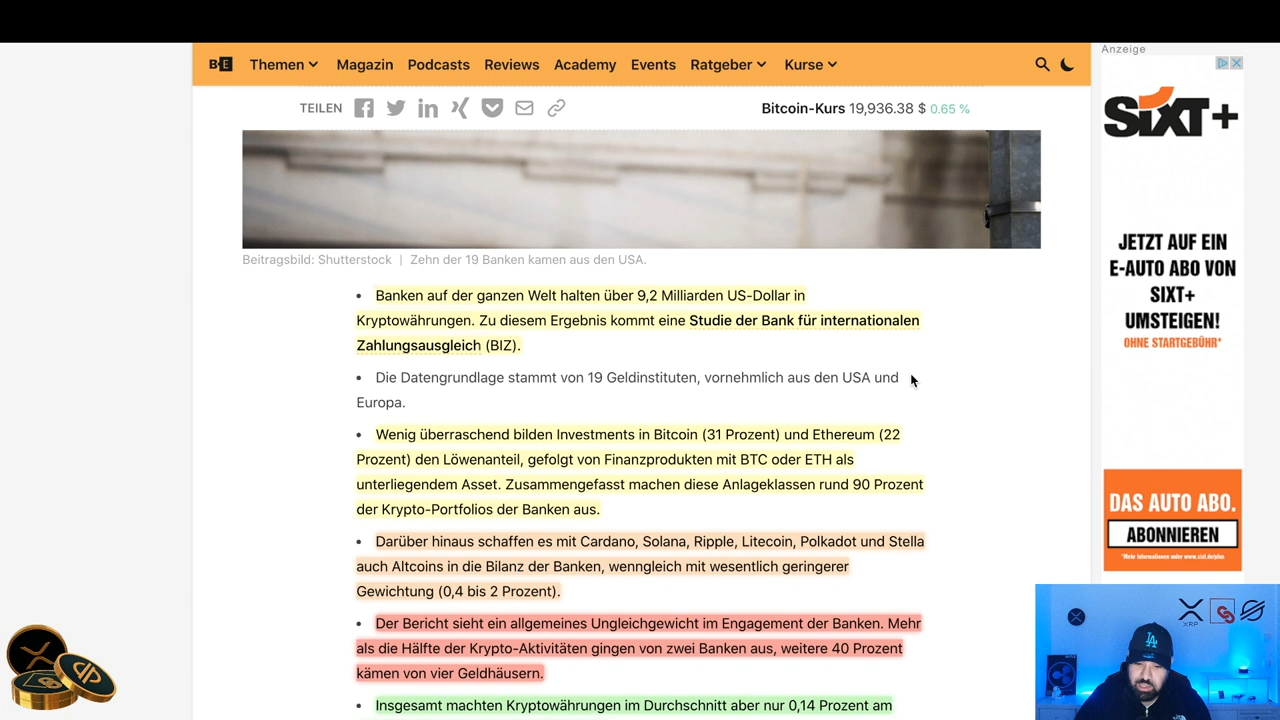 Anzeige
BE Themen Magazin Podcasts Reviews Academy Events Ratgeber Kurse
TEILEN Bitcoin-Kurs 19,936.38 $ 0.65 %
Beitragsbild: Shutterstock | Zehn der 19 Banken kamen aus den USA.
• Banken auf der ganzen Welt halten über 9,2 Milliarden US-Dollar in
Kryptowährungen. Zu diesem Ergebnis kommt eine Studie der Bank für internationalen
Zahlungsausgleich (BIZ).
• Die Datengrundlage stammt von 19 Geldinstituten, vornehmlich aus den USA und
Europa.
• Wenig überraschend bilden Investments in Bitcoin (31 Prozent) und Ethereum (22
Prozent) den Löwenanteil, gefolgt von Finanzprodukten mit BTC oder ETH als
unterliegendem Asset. Zusammengefasst machen diese Anlageklassen rund 90 Prozent
der Krypto-Portfolios der Banken aus.
• Darüber hinaus schaffen es mit Cardano, Solana, Ripple, Litecoin, Polkadot und Stella
auch Altcoins in die Bilanz der Banken, wenngleich mit wesentlich geringerer
Gewichtung (0,4 bis 2 Prozent).
• Der Bericht sieht ein allgemeines Ungleichgewicht im Engagement der Banken. Mehr
als die Hälfte der Krypto-Aktivitäten gingen von zwei Banken aus, weitere 40 Prozent
kämen von vier Geldhäusern.
• Insgesamt machten Kryptowährungen im Durchschnitt aber nur 0,14 Prozent am
SIXT+
JETZT AUF EIN
E-AUTO ABO VON
SIXT+
UMSTEIGEN!
OHNE STARTGEBÜHR*
DAS AUTO ABO.
ABONNIEREN
XRP
LA